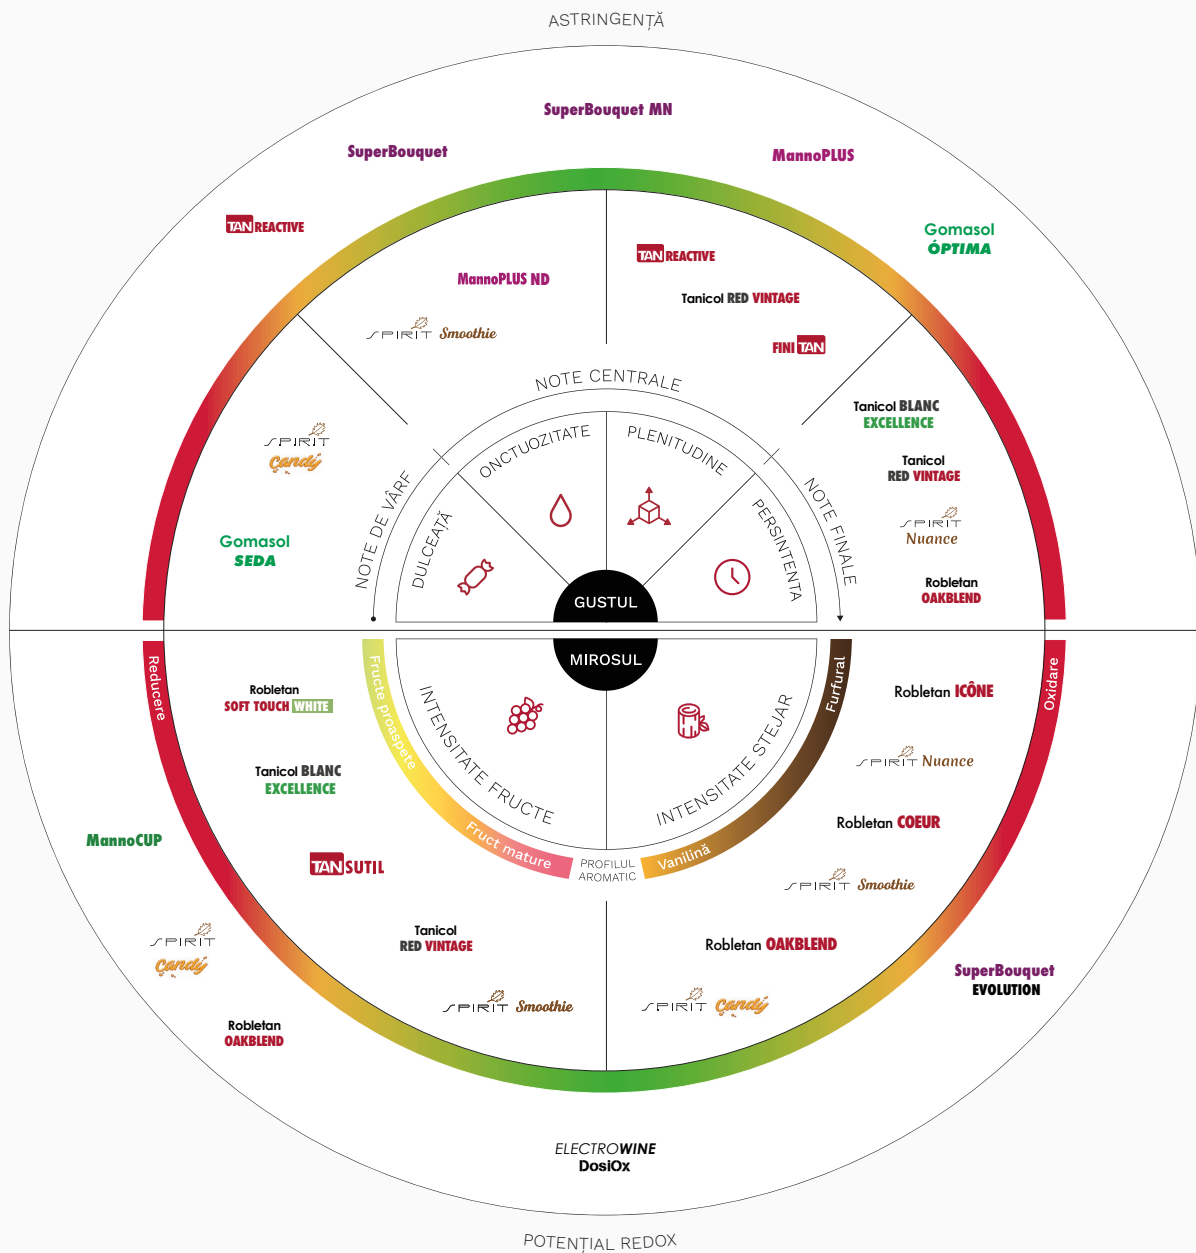 ASTRINGENȚĂ
SuperBouquet MN
SuperBouquet
MannoPLUS
TAN REACTIVE
Gomasol
ÓPTIMA
TAN REACTIVE
MannoPLUS ND
Tanicol RED VINTAGE
SPIRIT Smoothie
FINI TAN
NOTE CENTRALE
Tanicol BLANC
EXCELLENCE
ONCTUOZITATE
PLENITUDINE
SPIRIT
Candy
Tanicol
RED VINTAGE
NOTE DE VÂRF
NOTE FINALE
DULCEAȚĂ
PERSINTENTA
SPIRIT
Nuance
Gomasol
SEDA
Robletan
OAKBLEND
GUSTUL
MIROSUL
Reducere
Fructe proaspete
Furfural
Oxidare
Robletan
SOFT TOUCH WHITE
Robletan ICÔNE
INTENSITATE FRUCTE
INTENSITATE STEJAR
SPIRIT Nuance
Tanicol BLANC
EXCELLENCE
Robletan COEUR
MannoCUP
Fruct mature
PROFILUL
AROMATIC
Vanilină
TAN SUTIL
SPIRIT Smoothie
Tanicol
RED VINTAGE
Robletan OAKBLEND
SPIRIT
Candy
SuperBouquet
EVOLUTION
SPIRIT Smoothie
SPIRIT Candy
Robletan
OAKBLEND
ELECTROWINE
DosiOx
POTENȚIAL REDOX